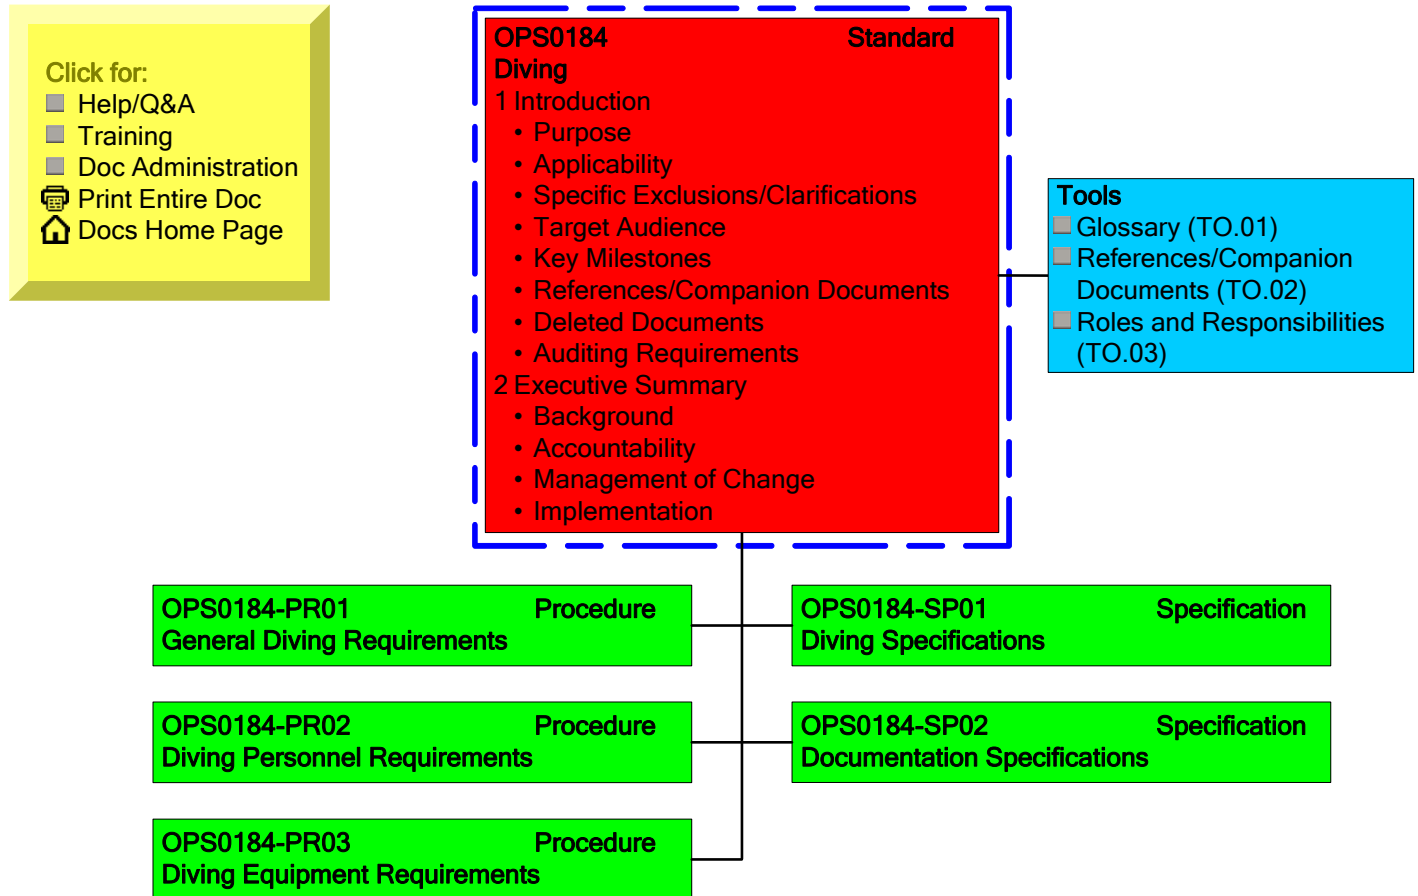 Click for:
Help/Q&A
Training
Doc Administration
Print Entire Doc
Docs Home Page
OPS0184 Standard
Diving
1 Introduction
• Purpose
• Applicability
• Specific Exclusions/Clarifications
• Target Audience
• Key Milestones
• References/Companion Documents
• Deleted Documents
• Auditing Requirements
2 Executive Summary
• Background
• Accountability
• Management of Change
• Implementation
Tools
Glossary (TO.01)
References/Companion
Documents (TO.02)
Roles and Responsibilities
(TO.03)
OPS0184-PR01 Procedure
General Diving Requirements
OPS0184-SP01 Specification
Diving Specifications
OPS0184-PR02 Procedure
Diving Personnel Requirements
OPS0184-SP02 Specification
Documentation Specifications
OPS0184-PR03 Procedure
Diving Equipment Requirements